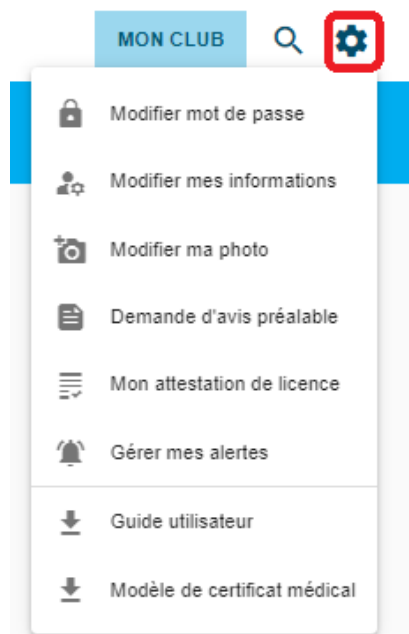 MON CLUB
Modifier mot de passe
Modifier mes informations
Modifier ma photo
Demande d'avis préalable
Mon attestation de licence
Gérer mes alertes
Guide utilisateur
Modèle de certificat médical